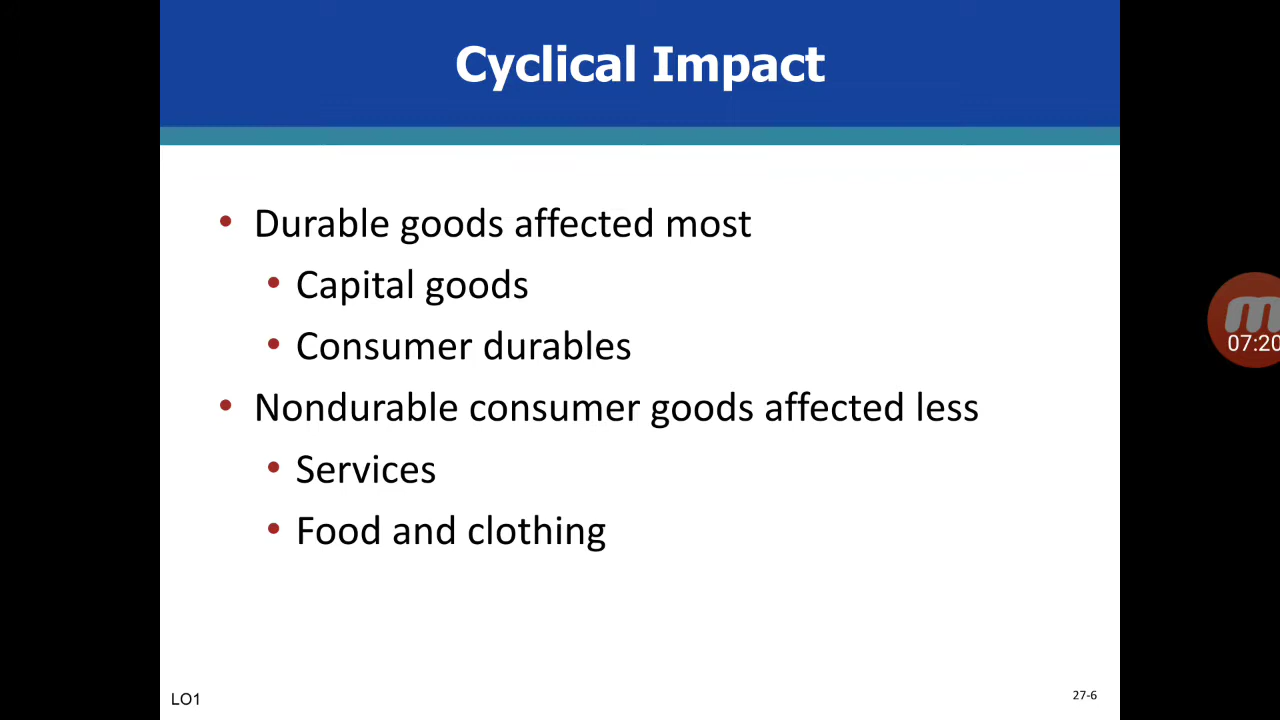 Cyclical Impact
• Durable goods affected most
• Capital goods
• Consumer durables
• Nondurable consumer goods affected less
• Services
• Food and clothing
m
07:20
LO1
27-6